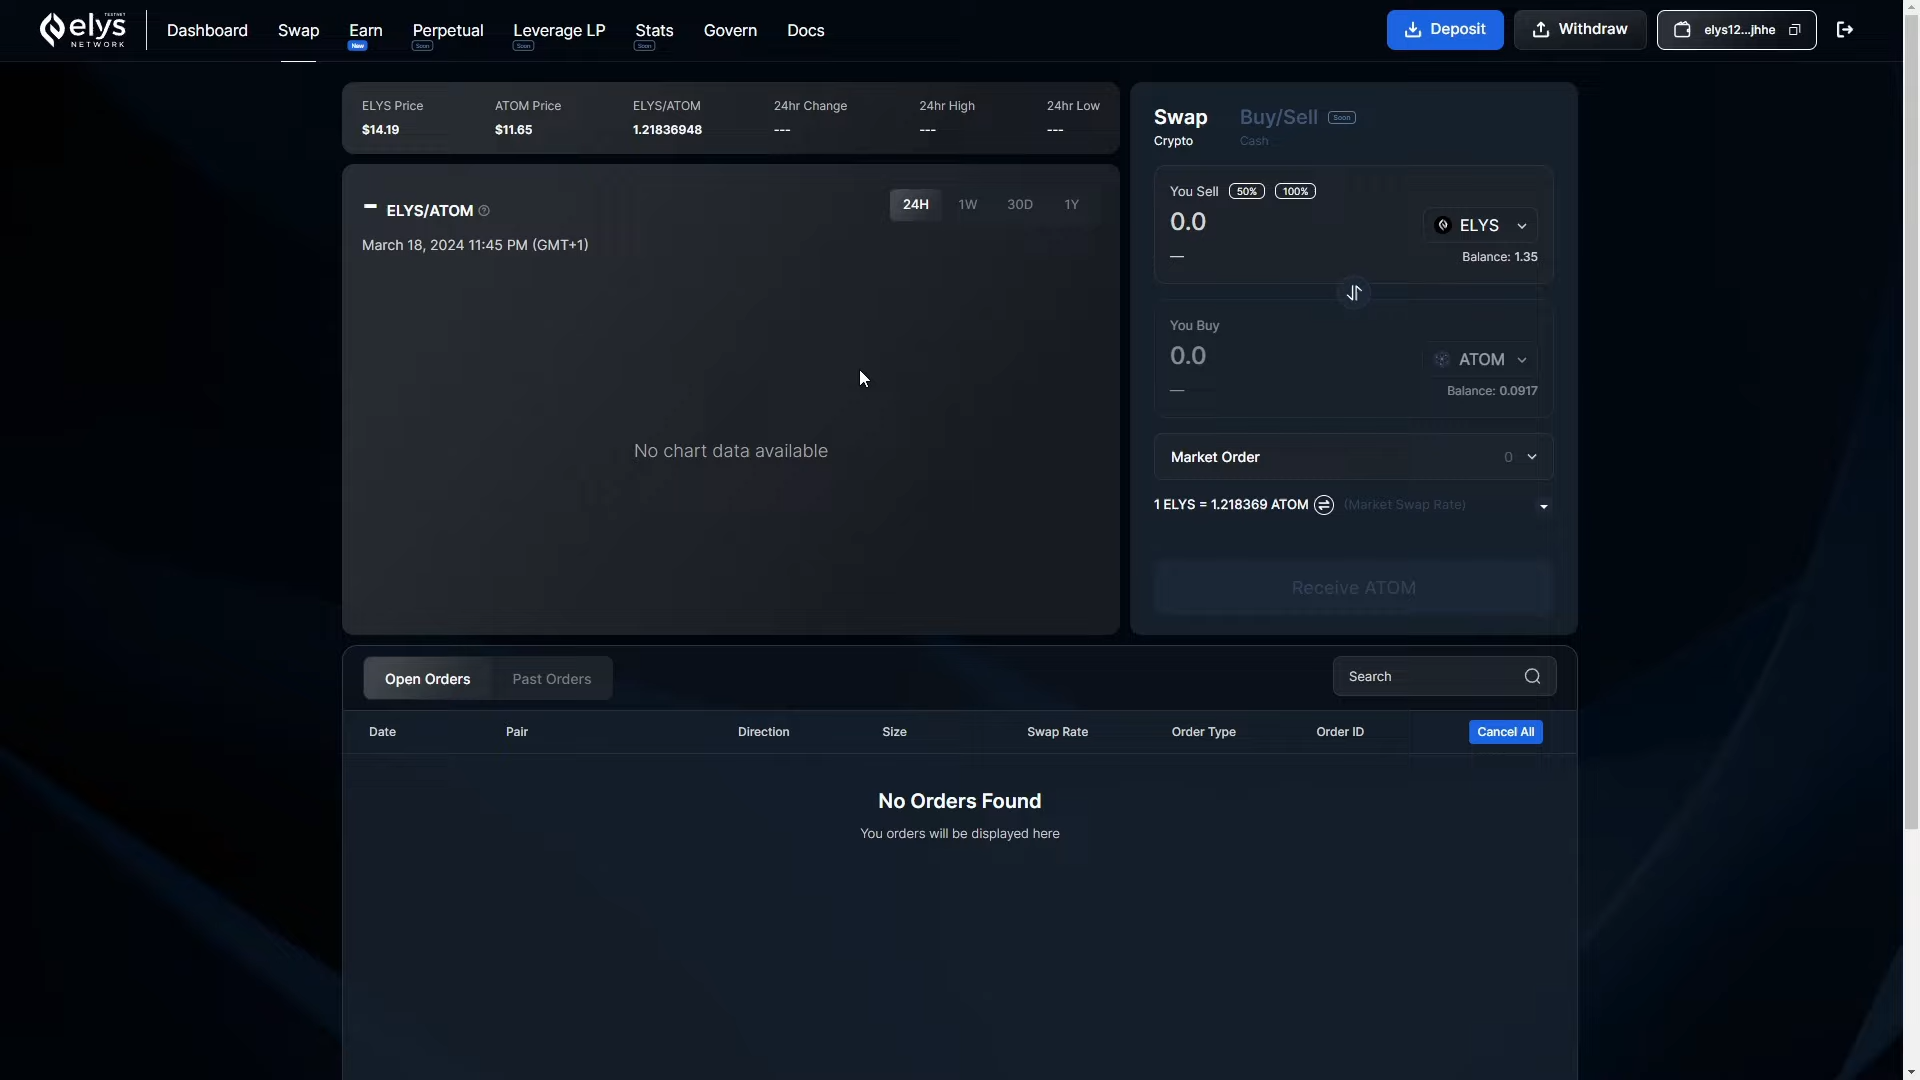 TESTNET
elys
NETWORK
Dashboard
Swap
Earn
New
Perpetual
Soon
Leverage LP
Soon
Stats
Soon
Govern
Docs
Deposit
Withdraw
elys12...jhhe
ELYS Price
$14.19
ATOM Price
$11.65
ELYS/ATOM
1.21836948
24hr Change
---
24hr High
---
24hr Low
---
ELYS/ATOM
24H
1W
30D
1Y
March 18, 2024 11:45 PM (GMT+1)
No chart data available
Swap
Crypto
Buy/Sell
Soon
Cash
You Sell
50%
100%
0.0
ELYS
—
Balance: 1.35
You Buy
0.0
ATOM
—
Balance: 0.0917
Market Order
0
1 ELYS = 1.218369 ATOM
(Market Swap Rate)
Receive ATOM
Open Orders
Past Orders
Search
Date
Pair
Direction
Size
Swap Rate
Order Type
Order ID
Cancel All
No Orders Found
You orders will be displayed here